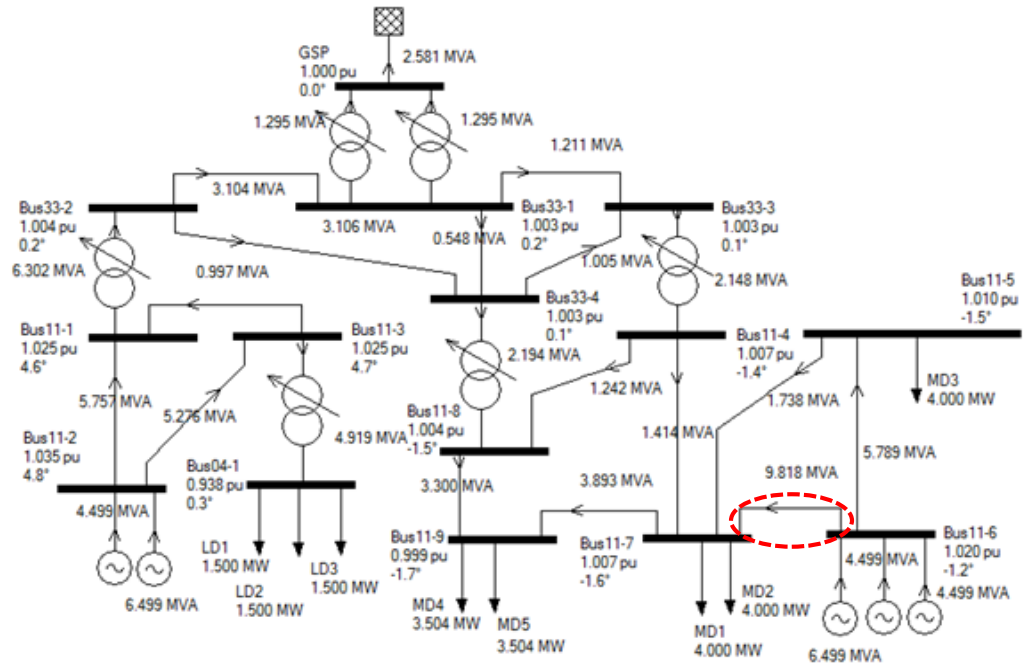 GSP
1.000 pu
0.0°
2.581 MVA
1.295 MVA
1.295 MVA
1.211 MVA
3.104 MVA
Bus33-2
1.004 pu
0.2°
6.302 MVA
3.106 MVA
0.548 MVA
Bus33-1
1.003 pu
0.2°
Bus33-3
1.003 pu
0.1°
0.997 MVA
1.005 MVA
2.148 MVA
Bus33-4
1.003 pu
0.1°
Bus11-5
1.010 pu
-1.5°
Bus11-1
1.025 pu
4.6°
Bus11-3
1.025 pu
4.7°
2.194 MVA
Bus11-4
1.007 pu
-1.4°
1.242 MVA
MD3
4.000 MW
1.738 MVA
5.757 MVA
5.276 MVA
4.919 MVA
Bus11-8
1.004 pu
-1.5°
1.414 MVA
5.789 MVA
Bus11-2
1.035 pu
4.8°
Bus04-1
0.938 pu
0.3°
3.300 MVA
3.893 MVA
9.818 MVA
4.499 MVA
LD1
1.500 MW
LD2
1.500 MW
LD3
1.500 MW
6.499 MVA
Bus11-9
0.999 pu
-1.7°
Bus11-7
1.007 pu
-1.6°
Bus11-6
1.020 pu
-1.2°
4.499 MVA
4.499 MVA
MD4
3.504 MW
MD5
3.504 MW
MD2
4.000 MW
MD1
4.000 MW
6.499 MVA